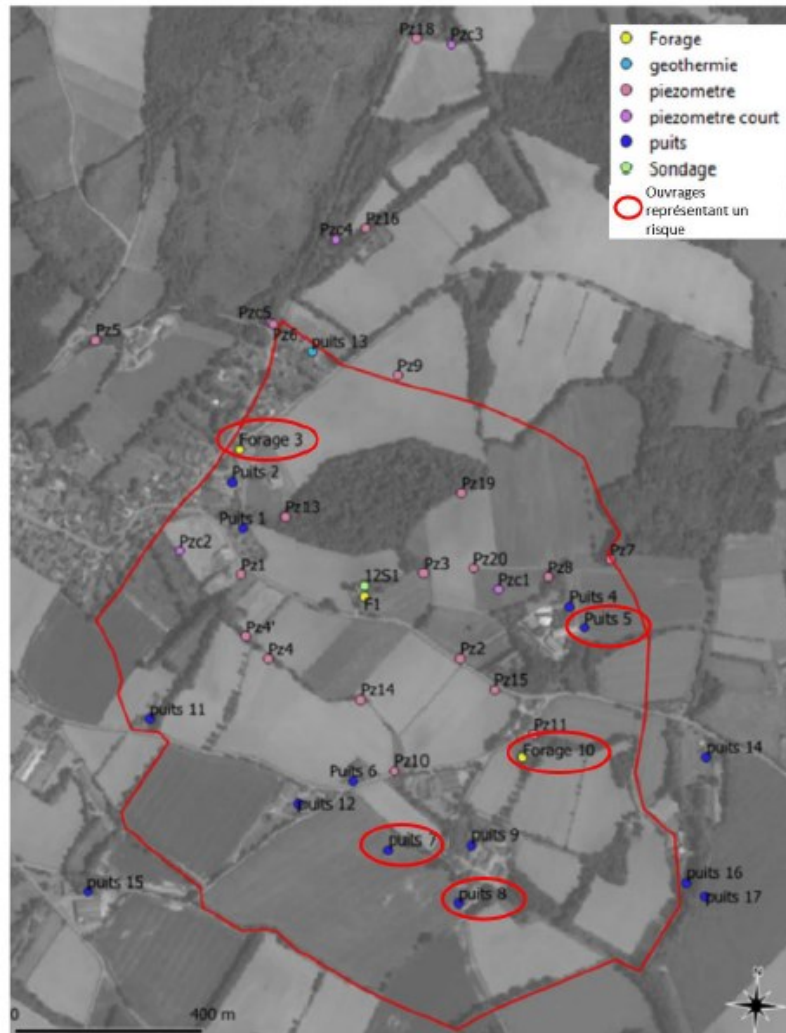 Pz18
Pzc3
Forage
geothermie
piezometre
piezometre court
puits
Sondage
Ouvrages
représentant un
risque
Pz16
Pzc4
Pzc5
Pz6
puits 13
Pz5
Pz9
Forage 3
Puits 2
Pz19
Pz13
Puits 1
Pzc2
Pz1
12S1
F1
Pz3
Pz20
Pzc1
Pz8
Pz7
Puits 4
Puits 5
Pz4'
Pz4
Pz2
Pz15
Pz14
puits 11
Pz11
Forage 10
puits 14
Puits 6
Pz10
puits 12
puits 7
puits 9
puits 15
puits 8
puits 16
puits 17
N
0
400 m